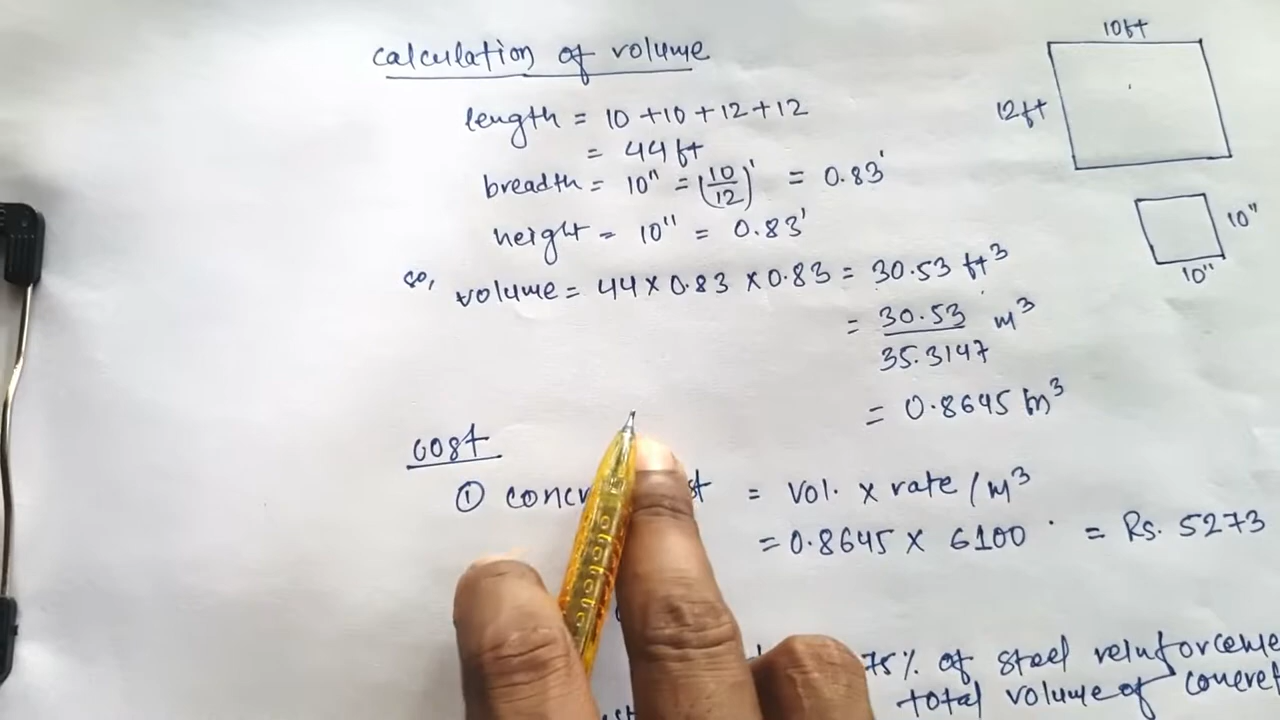 calculation of volume
length = 10 + 10 + 12 + 12
= 44 ft
breadth = 10" = (10/12)' = 0.83'
height = 10" = 0.83'
so, volume = 44 x 0.83 x 0.83 = 30.53 ft³
= 30.53/35.3147 m³
= 0.8645 m³
cost
① = vol. x rate / m³
= 0.8645 x 6100 = Rs. 5273
75% of steel
total volume of
10ft
12ft
10"
10"